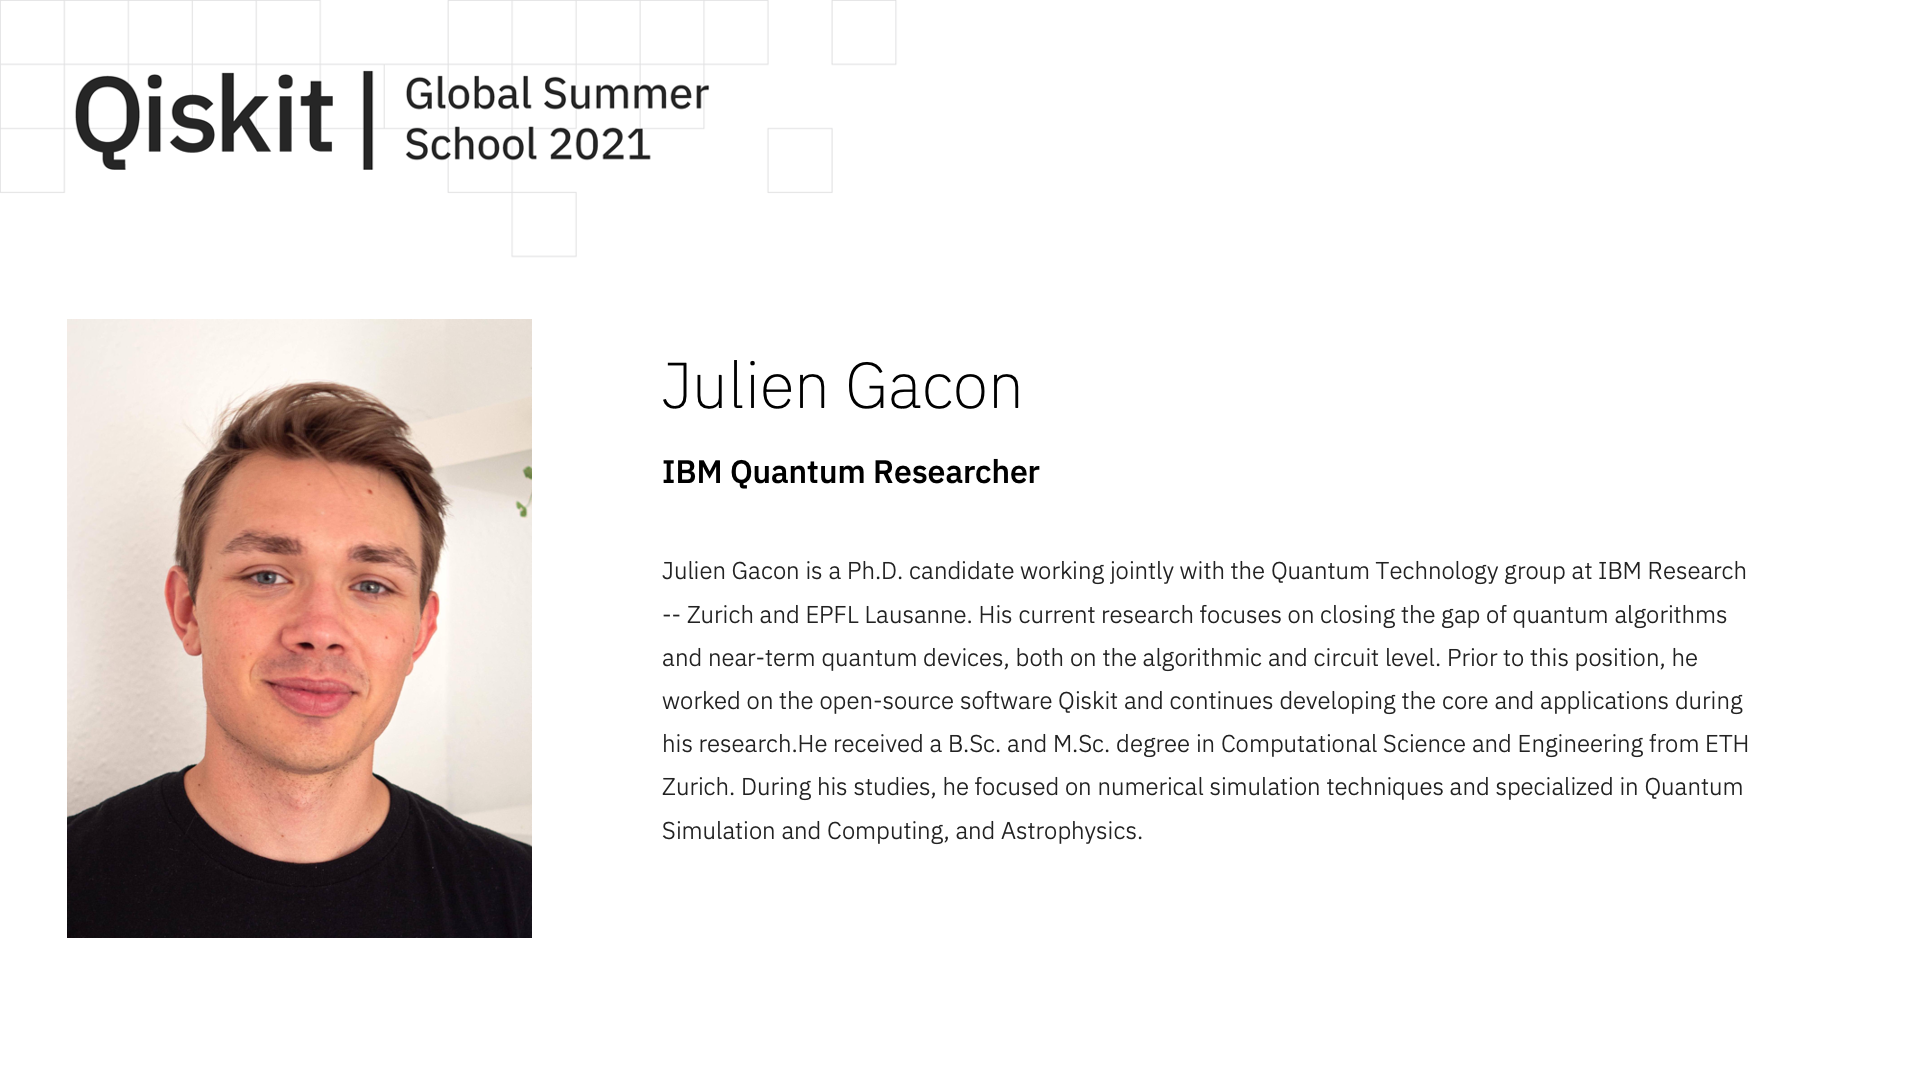 Qiskit
Global Summer
School 2021
Julien Gacon
IBM Quantum Researcher
Julien Gacon is a Ph.D. candidate working jointly with the Quantum Technology group at IBM Research
-- Zurich and EPFL Lausanne. His current research focuses on closing the gap of quantum algorithms
and near-term quantum devices, both on the algorithmic and circuit level. Prior to this position, he
worked on the open-source software Qiskit and continues developing the core and applications during
his research.He received a B.Sc. and M.Sc. degree in Computational Science and Engineering from ETH
Zurich. During his studies, he focused on numerical simulation techniques and specialized in Quantum
Simulation and Computing, and Astrophysics.